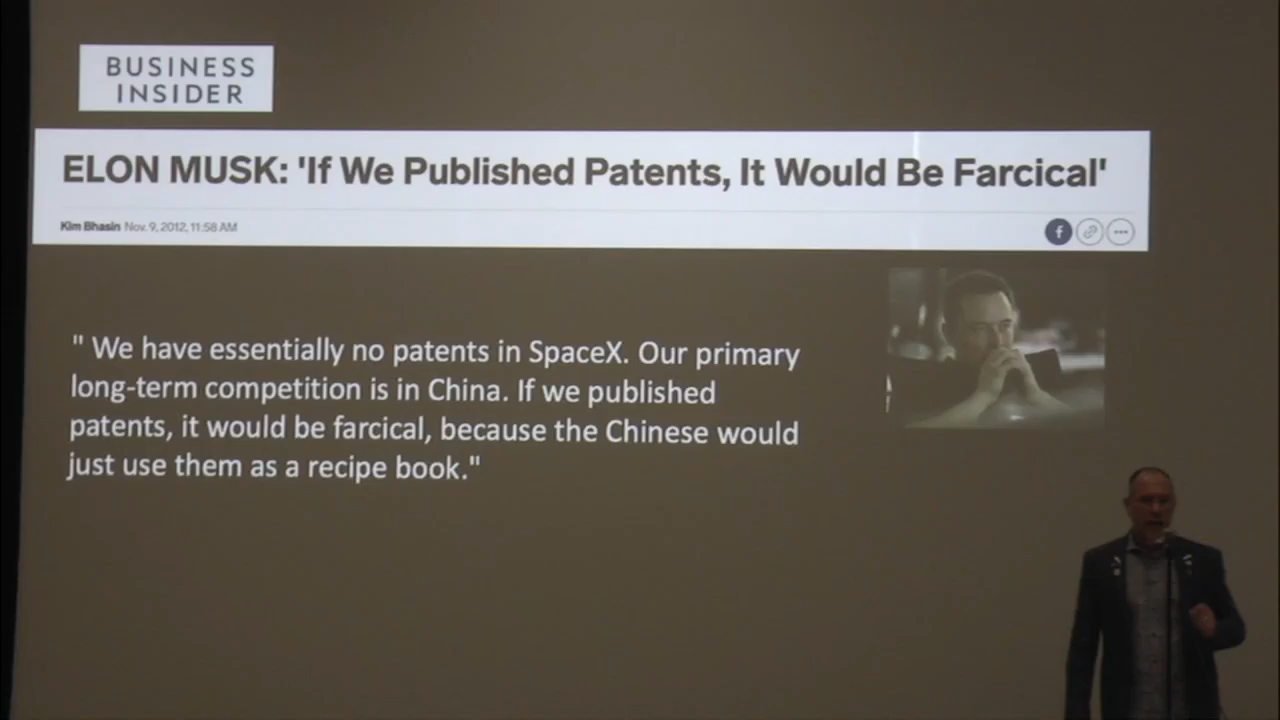 BUSINESS
INSIDER
ELON MUSK: 'If We Published Patents, It Would Be Farcical'
Kim Bhasin Nov. 9, 2012, 11:58 AM
f
" We have essentially no patents in SpaceX. Our primary
long-term competition is in China. If we published
patents, it would be farcical, because the Chinese would
just use them as a recipe book."